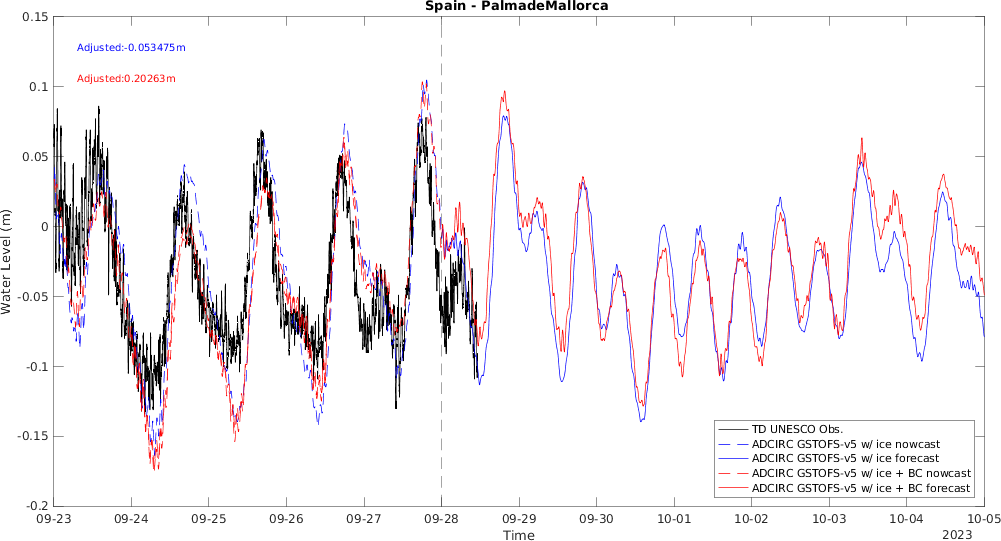 Spain - PalmadeMallorca
0.15
0.1
0.05
0
-0.05
-0.1
-0.15
-0.2
Water Level (m)
Adjusted:-0.053475m
Adjusted:0.20263m
TD UNESCO Obs.
ADCIRC GSTOFS-v5 w/ ice nowcast
ADCIRC GSTOFS-v5 w/ ice forecast
ADCIRC GSTOFS-v5 w/ ice + BC nowcast
ADCIRC GSTOFS-v5 w/ ice + BC forecast
09-23 09-24 09-25 09-26 09-27 09-28 09-29 09-30 10-01 10-02 10-03 10-04 10-05
Time
2023